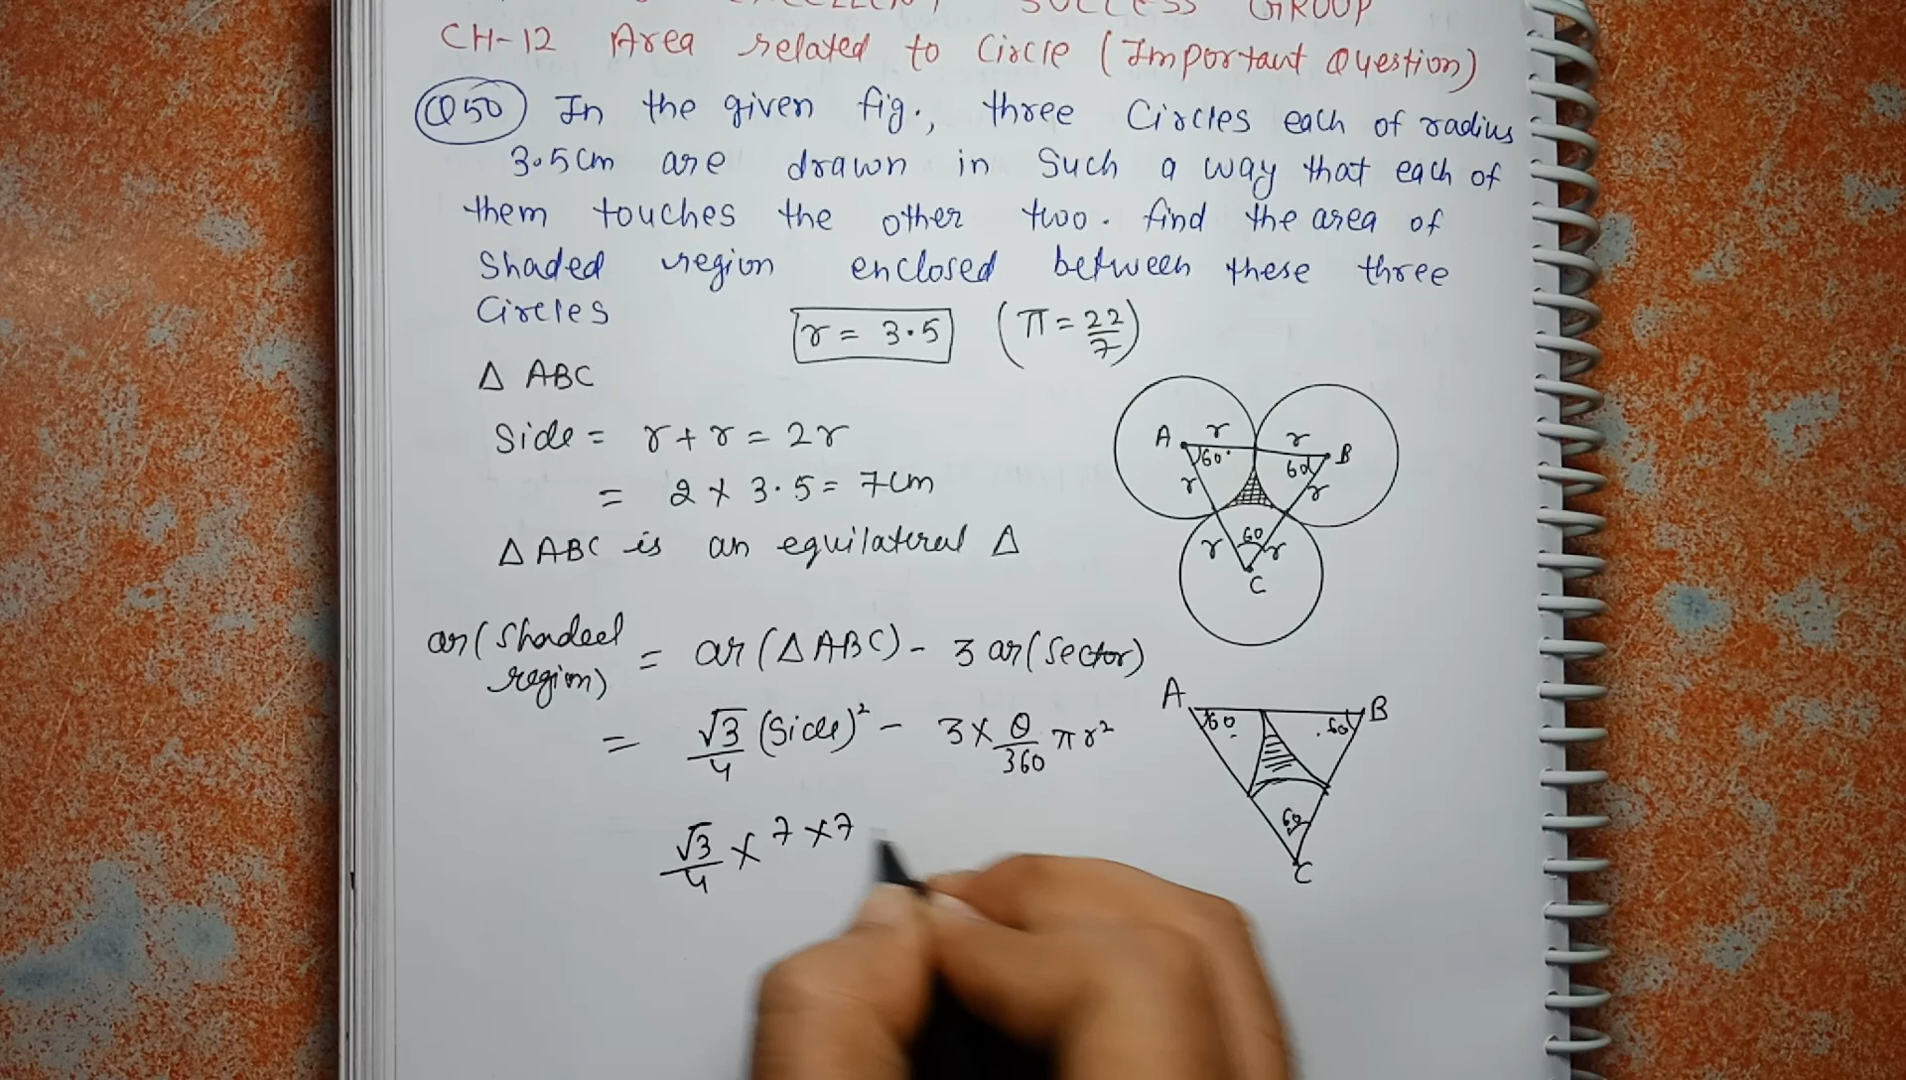 EXCELLENT SUCCESS GROUP
CH-12 Area related to Circle (Important Question)
Q50 In the given fig., three Circles each of radius
3.5cm are drawn in Such a way that each of
them touches the other two. find the area of
Shaded region enclosed between these three
Circles
r = 3.5 (π = 22/7)
Δ ABC
Side = r + r = 2r
= 2 × 3.5 = 7cm
Δ ABC is an equilateral Δ
A r r B
60° 60
r r
60
r r
C
ar(Shaded region) = ar(ΔABC) - 3 ar(Sector)
= √3/4 (Side)² - 3 × θ/360 πr²
√3/4 × 7 × 7
A B
60 60
60
C